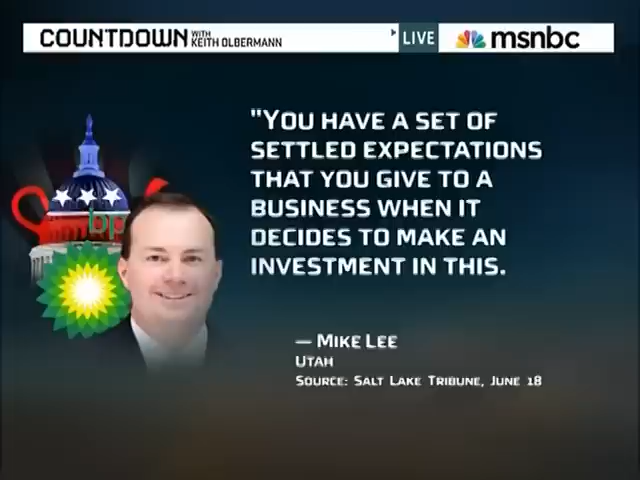 COUNTDOWN WITH KEITH OLBERMANN LIVE msnbc
"YOU HAVE A SET OF
SETTLED EXPECTATIONS
THAT YOU GIVE TO A
BUSINESS WHEN IT
DECIDES TO MAKE AN
INVESTMENT IN THIS.
bp
— MIKE LEE
UTAH
SOURCE: SALT LAKE TRIBUNE, JUNE 18